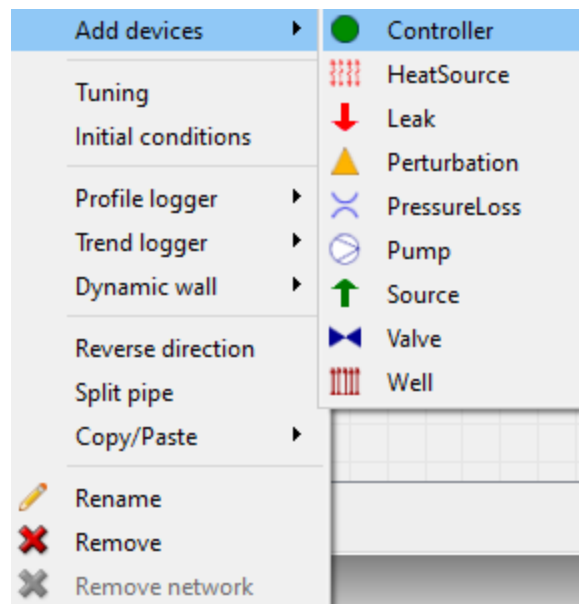 Add devices
Tuning
Initial conditions
Profile logger
Trend logger
Dynamic wall
Reverse direction
Split pipe
Copy/Paste
Rename
Remove
Remove network
Controller
HeatSource
Leak
Perturbation
PressureLoss
Pump
Source
Valve
Well